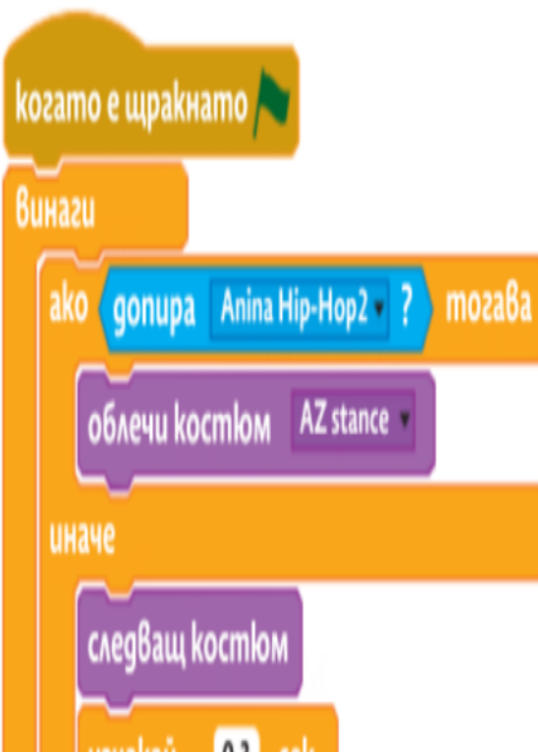 когато е щракнато
винаги
ако допира Anina Hip-Hop2 ? тогава
облечи костюм AZ stance
иначе
следващ костюм